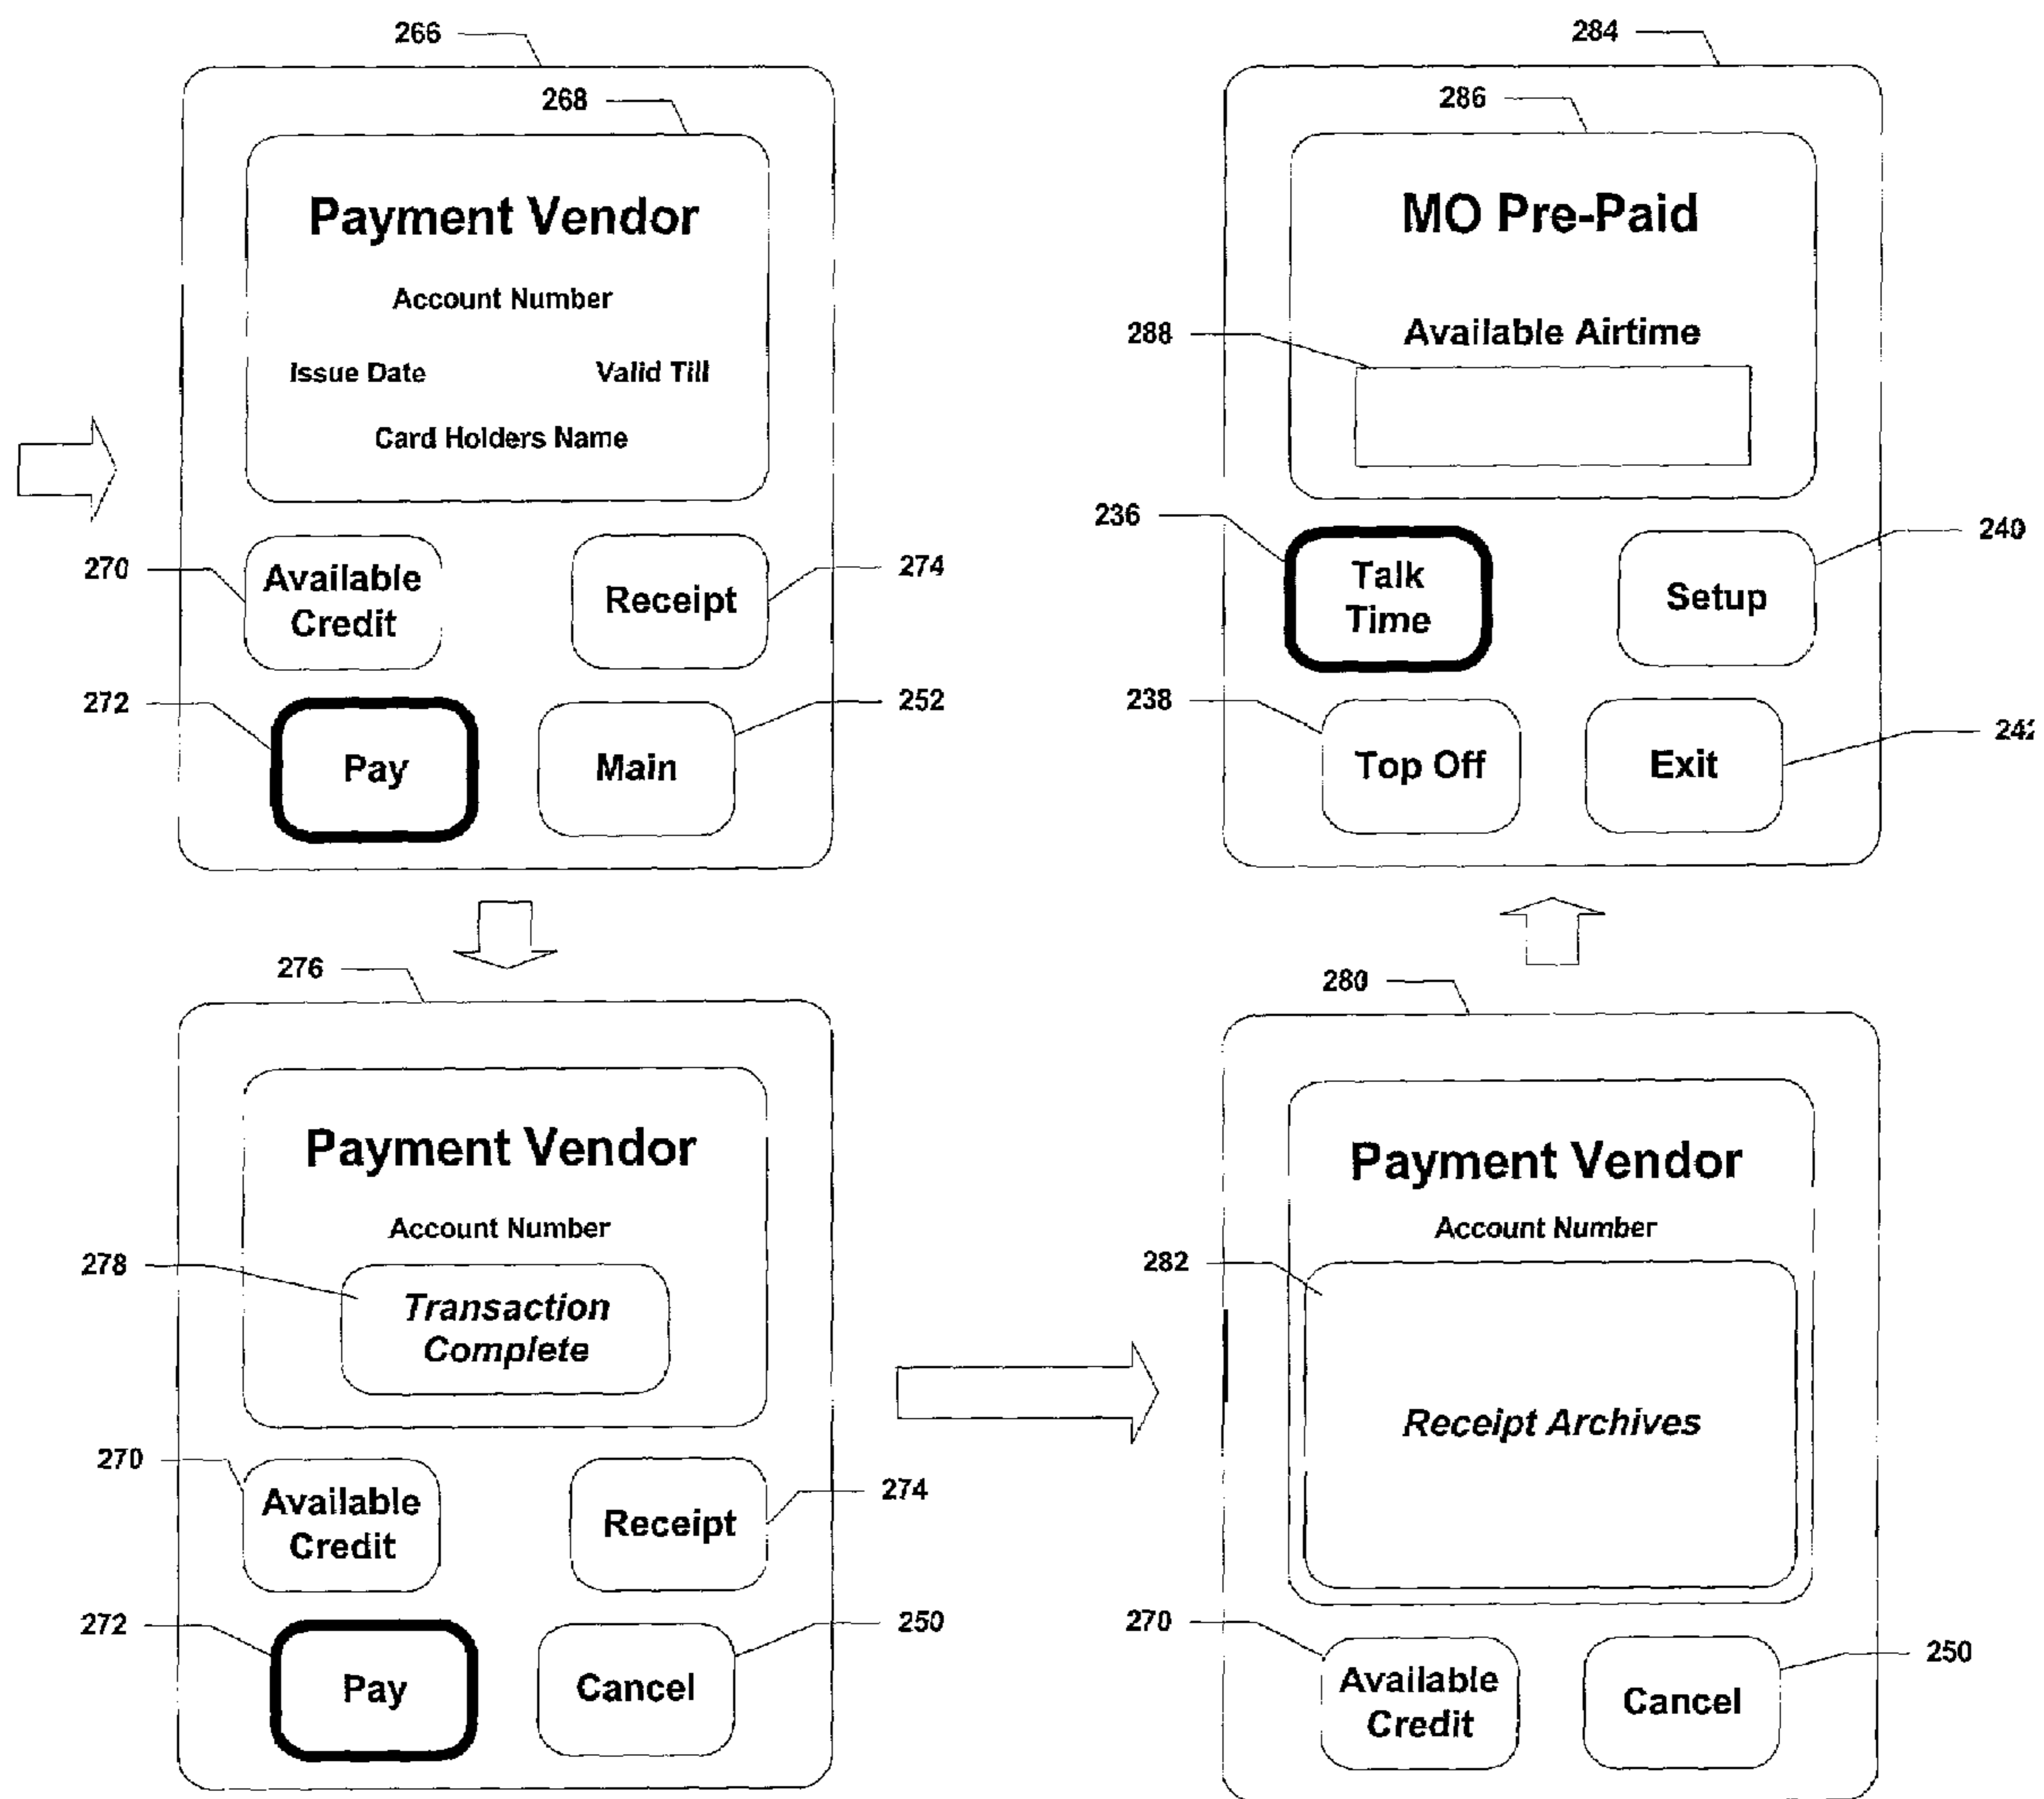 266
268
Payment Vendor
Account Number
Issue Date Valid Till
Card Holders Name
270
Available
Credit
Receipt
274
272
Pay
Main
252
284
286
MO Pre-Paid
Available Airtime
288
236
Talk
Time
Setup
240
238
Top Off
Exit
276
Payment Vendor
Account Number
278
Transaction
Complete
270
Available
Credit
Receipt
274
272
Pay
Cancel
250
280
Payment Vendor
Account Number
282
Receipt Archives
270
Available
Credit
Cancel
250